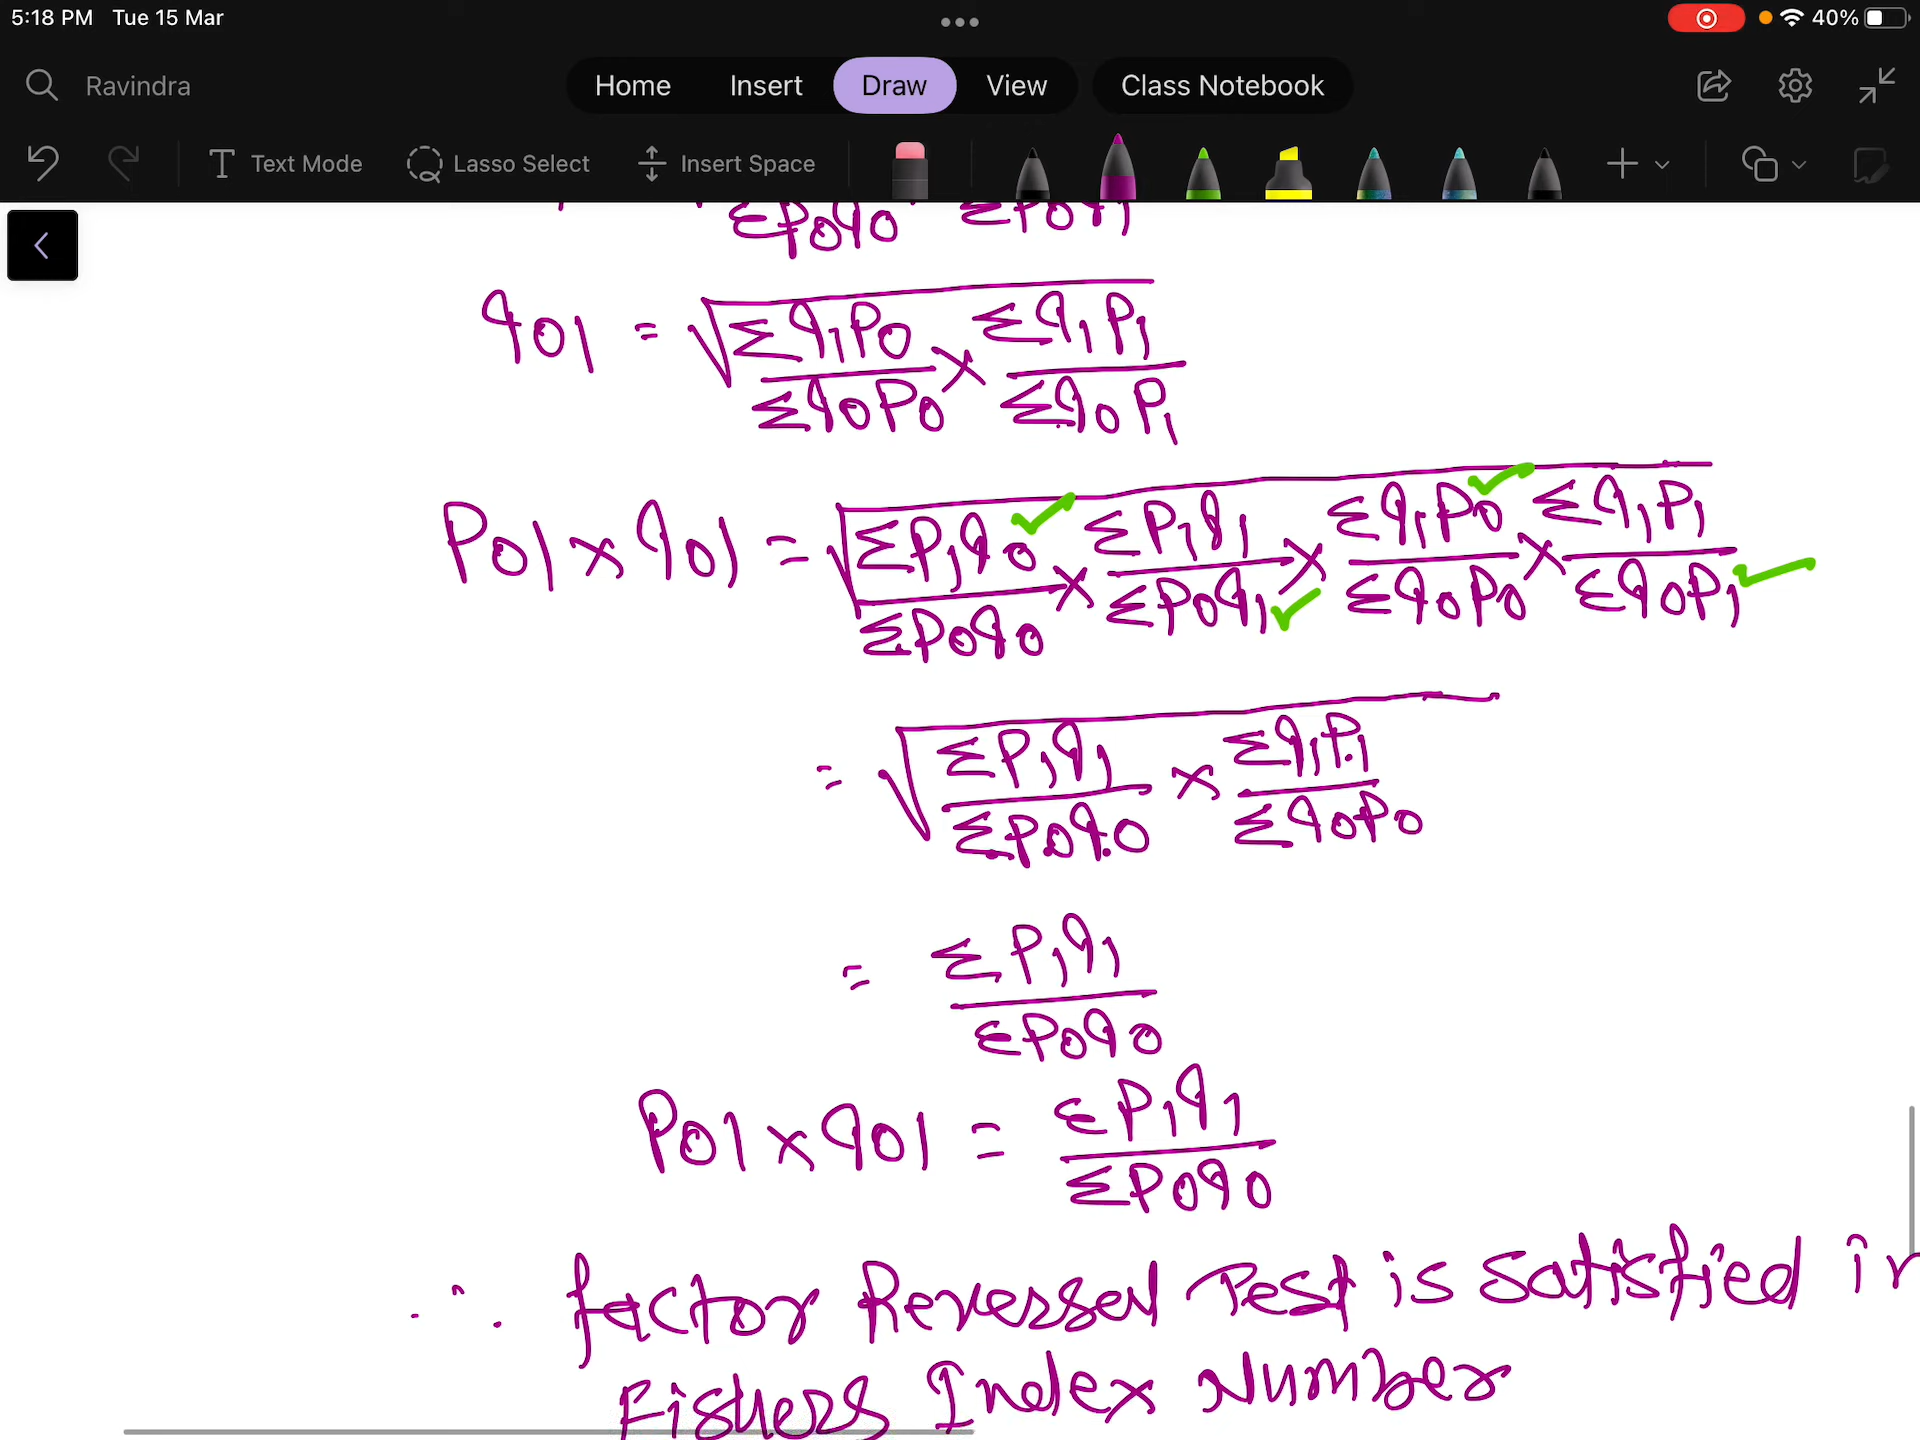 5:18 PM Tue 15 Mar 40%
Ravindra Home Insert Draw View Class Notebook
T Text Mode Lasso Select Insert Space
Σp0q0 Σp0q1
q01 = √ Σq1P0/Σq0P0 × Σq1P1/Σq0P1
P01 × q01 = √ ΣP1q0/ΣP0q0 × ΣP1q1/ΣP0q1 × Σq1P0/Σq0P0 × Σq1P1/Σq0P1
= √ ΣP1q1/ΣP0q0 × Σq1P1/Σq0P0
= ΣP1q1/ΣP0q0
P01 × q01 = ΣP1q1/ΣP0q0
∴ factor Reversal Test is satisfied in
Fishers Index Number